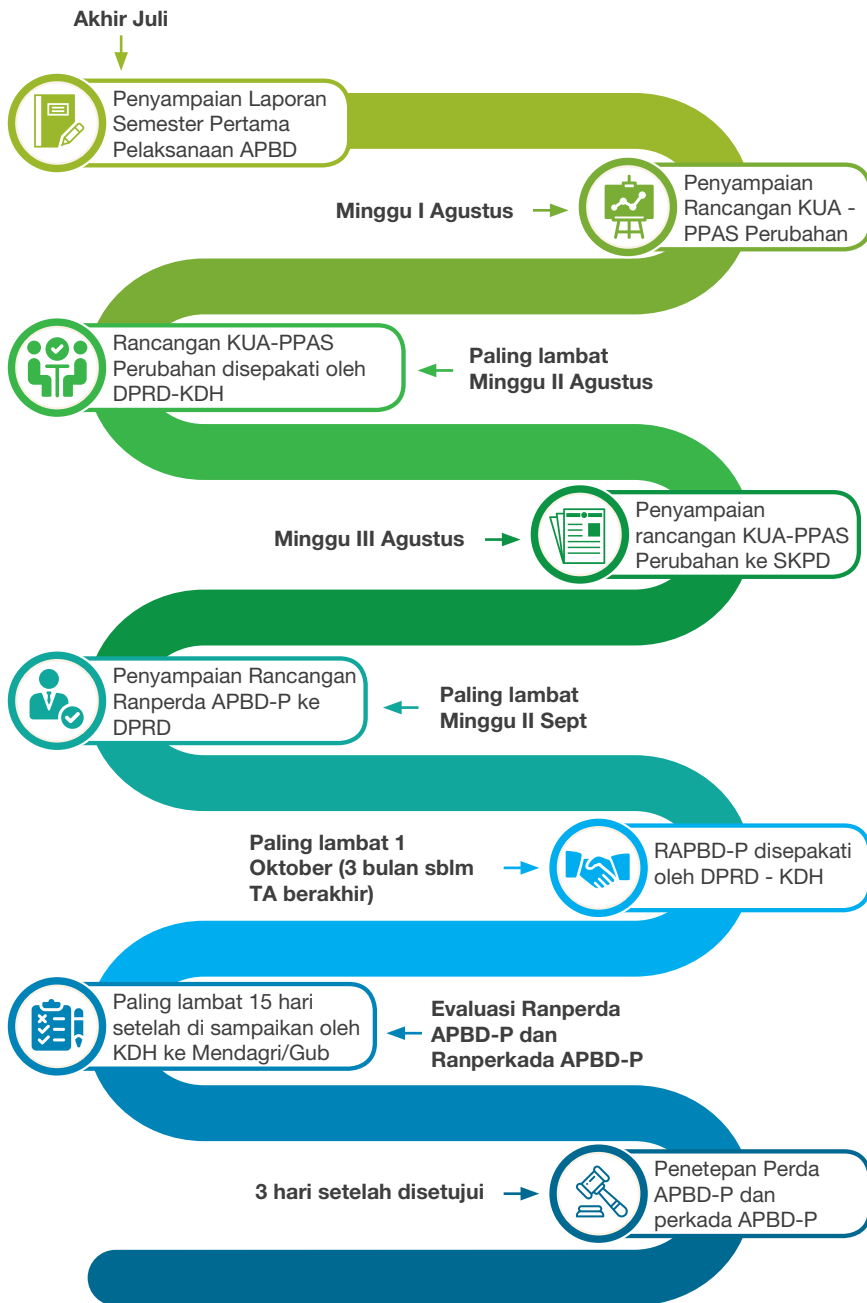 Akhir Juli
Penyampaian Laporan
Semester Pertama
Pelaksanaan APBD
Minggu I Agustus
Penyampaian
Rancangan KUA -
PPAS Perubahan
Rancangan KUA-PPAS
Perubahan disepakati oleh
DPRD-KDH
Paling lambat
Minggu II Agustus
Minggu III Agustus
Penyampaian
rancangan KUA-PPAS
Perubahan ke SKPD
Penyampaian Rancangan
Ranperda APBD-P ke
DPRD
Paling lambat
Minggu II Sept
Paling lambat 1
Oktober (3 bulan sblm
TA berakhir)
RAPBD-P disepakati
oleh DPRD - KDH
Paling lambat 15 hari
setelah di sampaikan oleh
KDH ke Mendagri/Gub
Evaluasi Ranperda
APBD-P dan
Ranperkada APBD-P
3 hari setelah disetujui
Penetepan Perda
APBD-P dan
perkada APBD-P